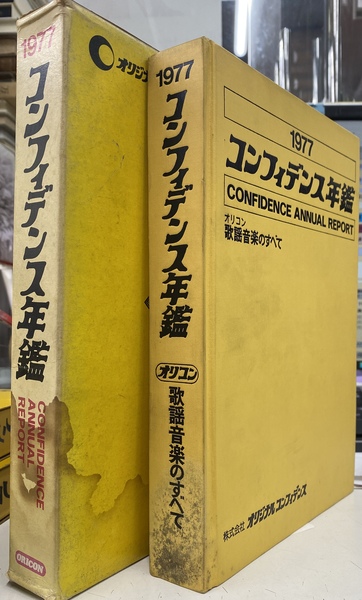 1977
コンフィデンス年鑑
CONFIDENCE
ANNUAL
REPORT
ORICON
オリジナ
1977
コンフィデンス年鑑
オリコン
歌謡音楽のすべて
1977
コンフィデンス年鑑
CONFIDENCE ANNUAL REPORT
オリコン
歌謡音楽のすべて
株式会社 オリジナルコンフィデンス